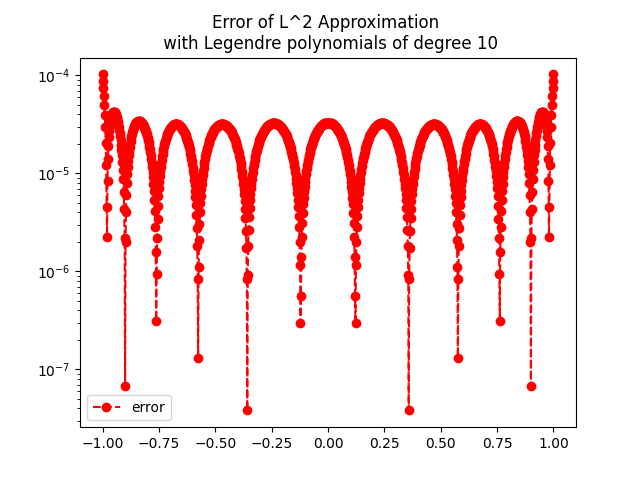 Error of L^2 Approximation
with Legendre polynomials of degree 10
10⁻⁴
10⁻⁵
10⁻⁶
10⁻⁷
error
−1.00 −0.75 −0.50 −0.25 0.00 0.25 0.50 0.75 1.00